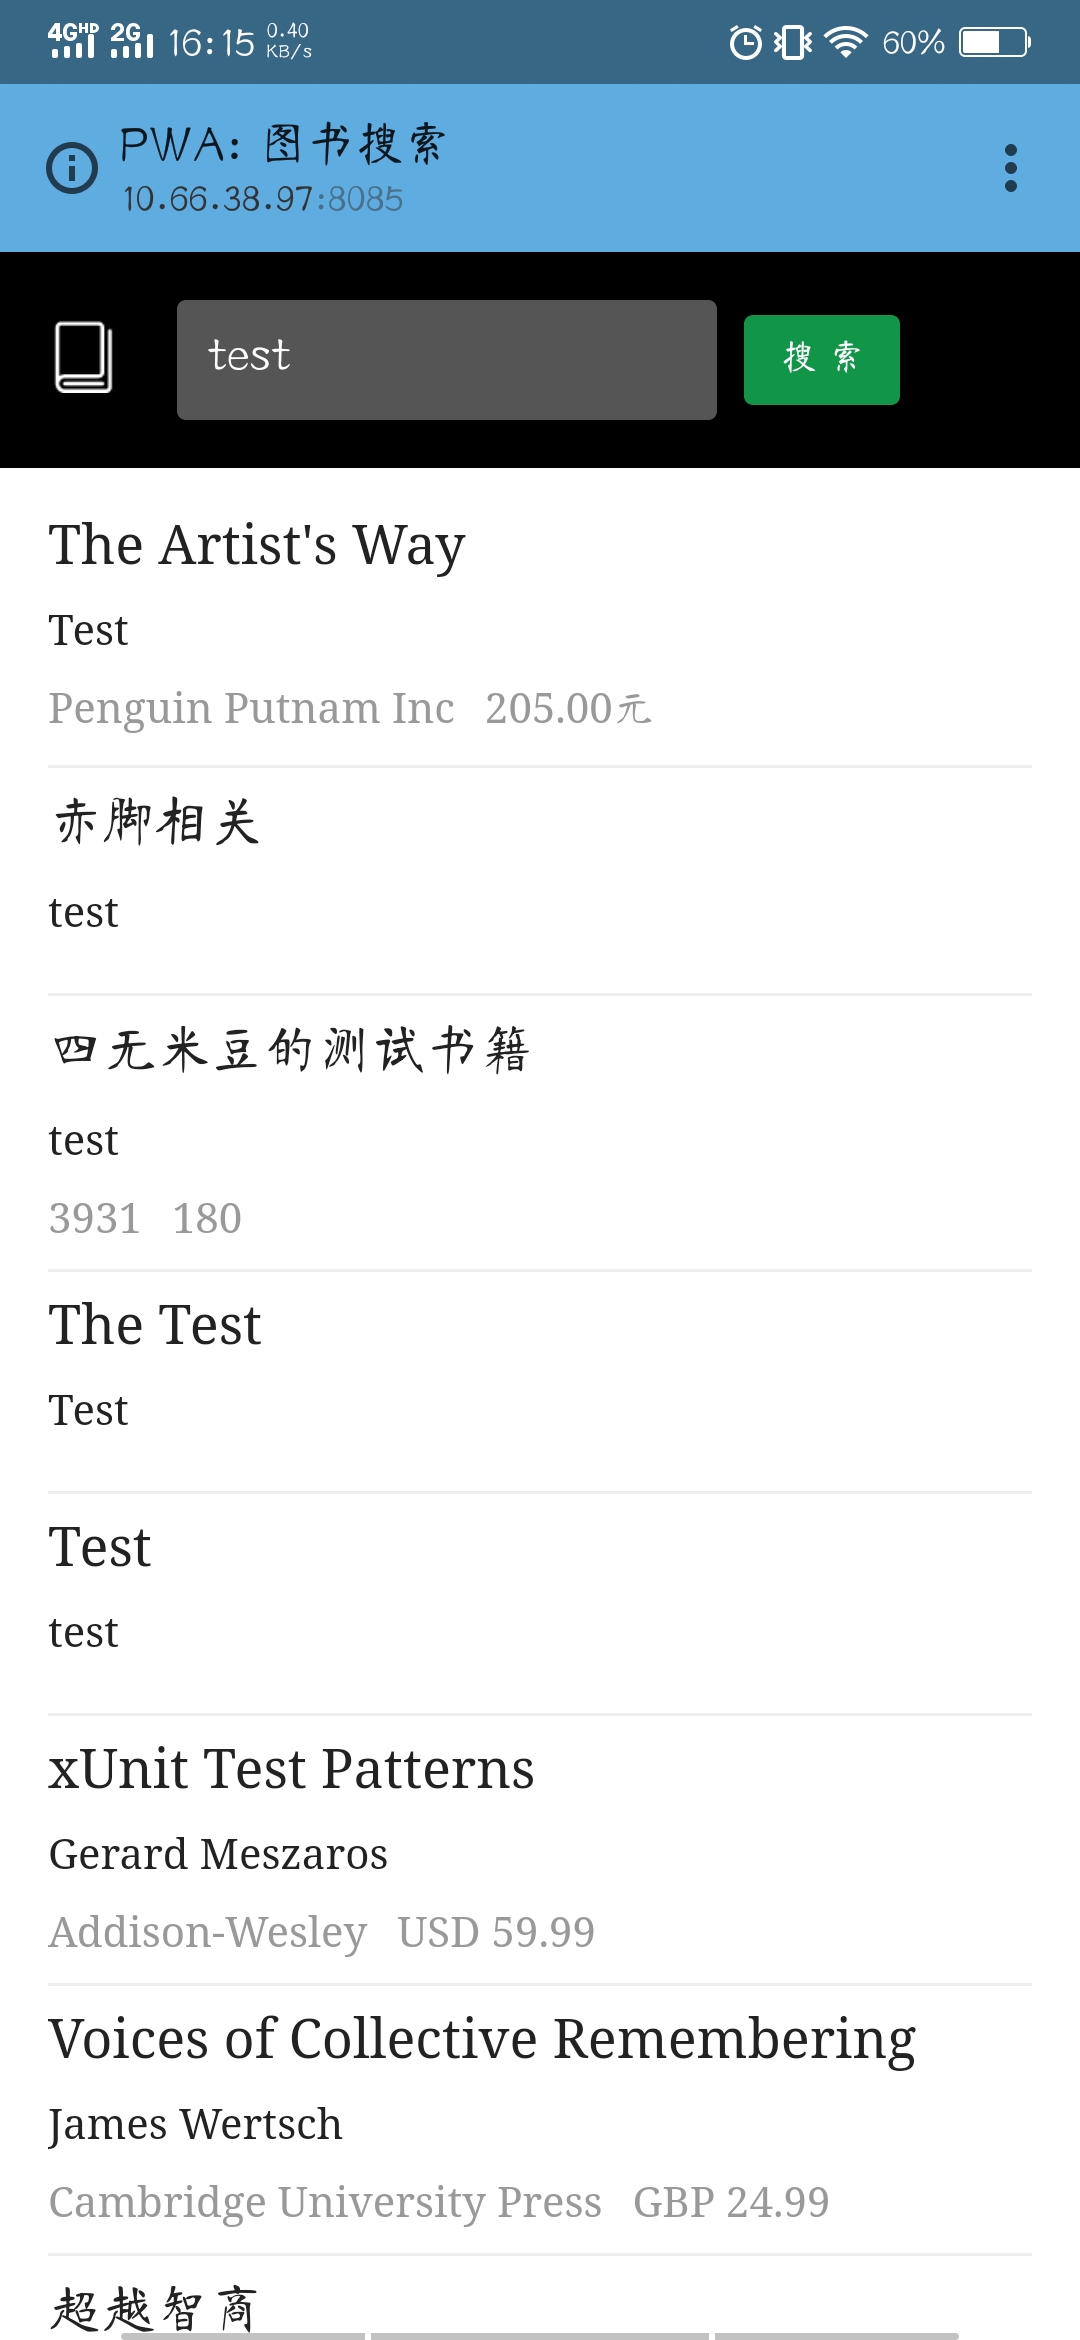 4G HD 2G 16:15 0.40 KB/s 60%
PWA: 图书搜索
10.66.38.97:8085
test 搜索
The Artist's Way
Test
Penguin Putnam Inc 205.00元
赤脚相关
test
四无米豆的测试书籍
test
3931 180
The Test
Test
Test
test
xUnit Test Patterns
Gerard Meszaros
Addison-Wesley USD 59.99
Voices of Collective Remembering
James Wertsch
Cambridge University Press GBP 24.99
超越智商